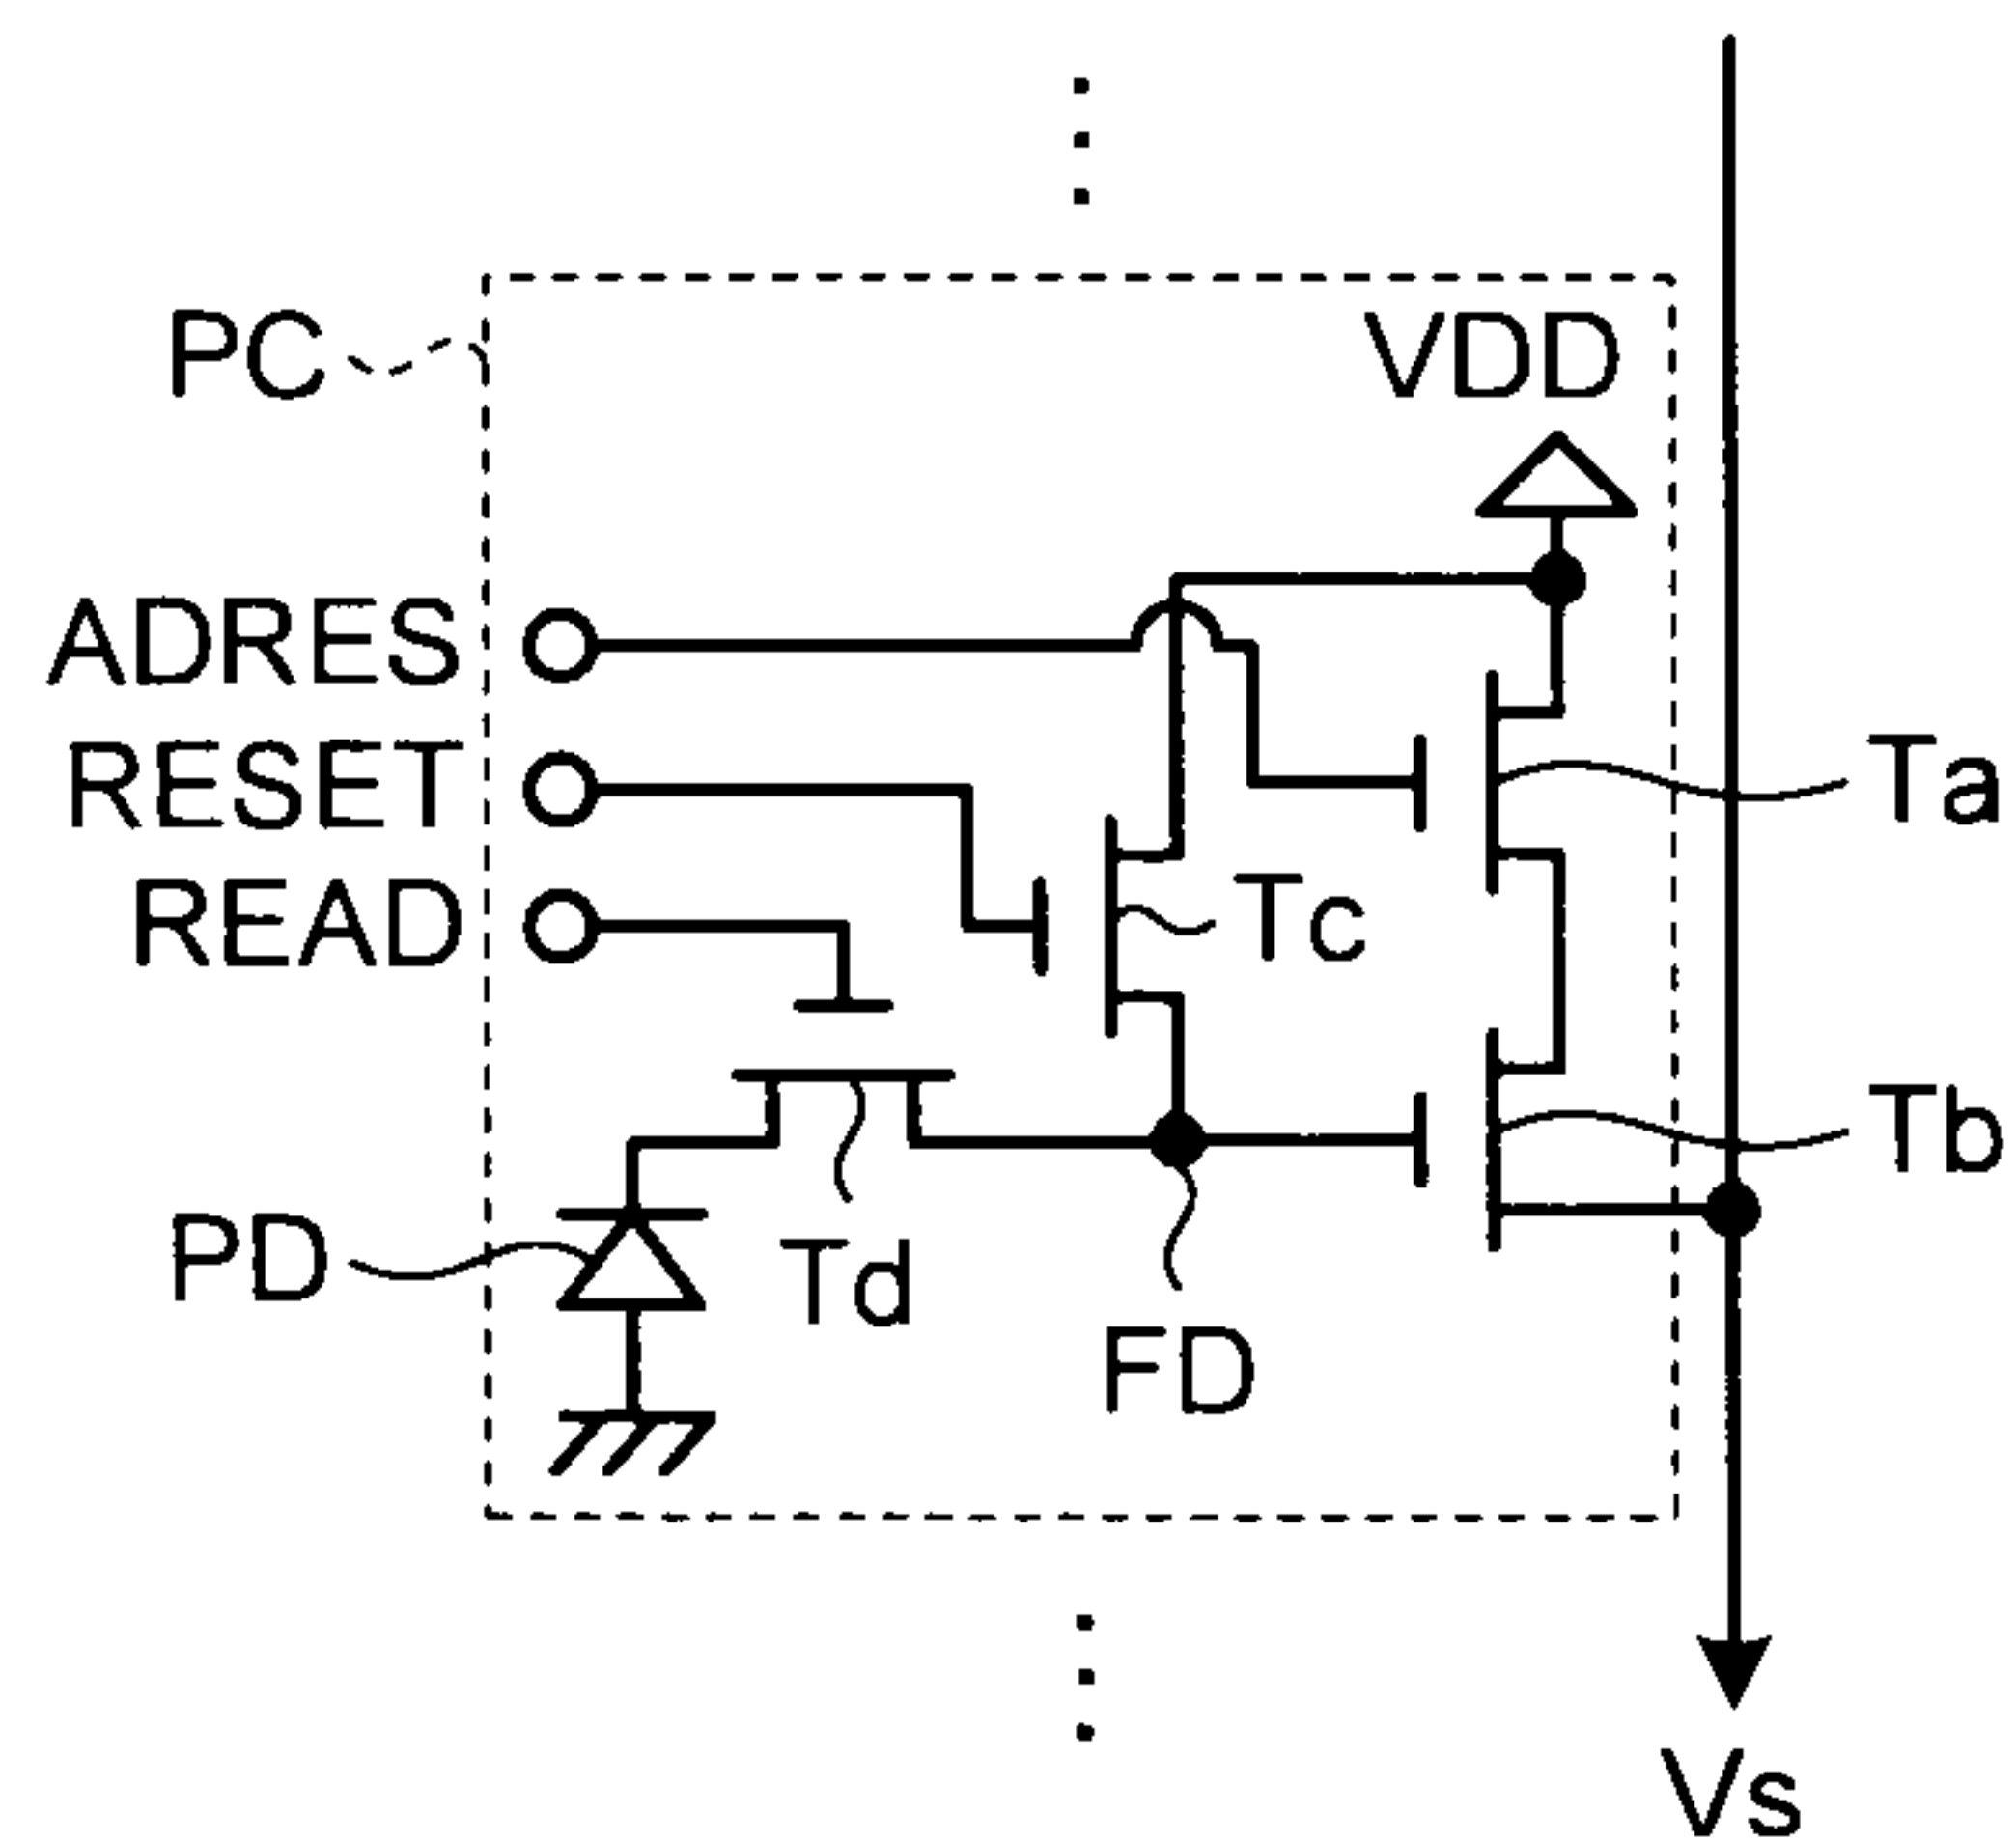 PC
VDD
ADRES
RESET
READ
Ta
Tc
Tb
PD
Td
FD
Vs